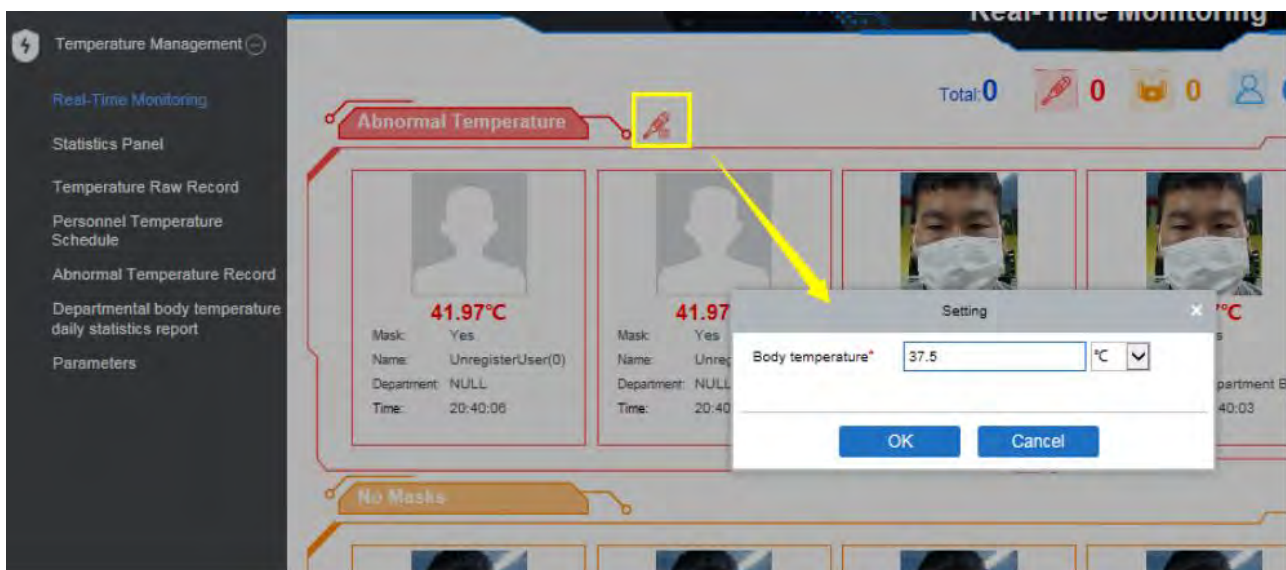 Temperature Management
Real-Time Monitoring
Statistics Panel
Temperature Raw Record
Personnel Temperature
Schedule
Abnormal Temperature Record
Departmental body temperature
daily statistics report
Parameters
Real-Time Monitoring
Total:0 0 0
Abnormal Temperature
41.97°C
Mask: Yes
Name: UnregisterUser(0)
Department: NULL
Time: 20:40:06
41.97
Mask: Yes
Name: Unreg
Department: NULL
Time: 20:40
°C
partment B
40:03
Setting
Body temperature* 37.5 °C
OK Cancel
No Masks